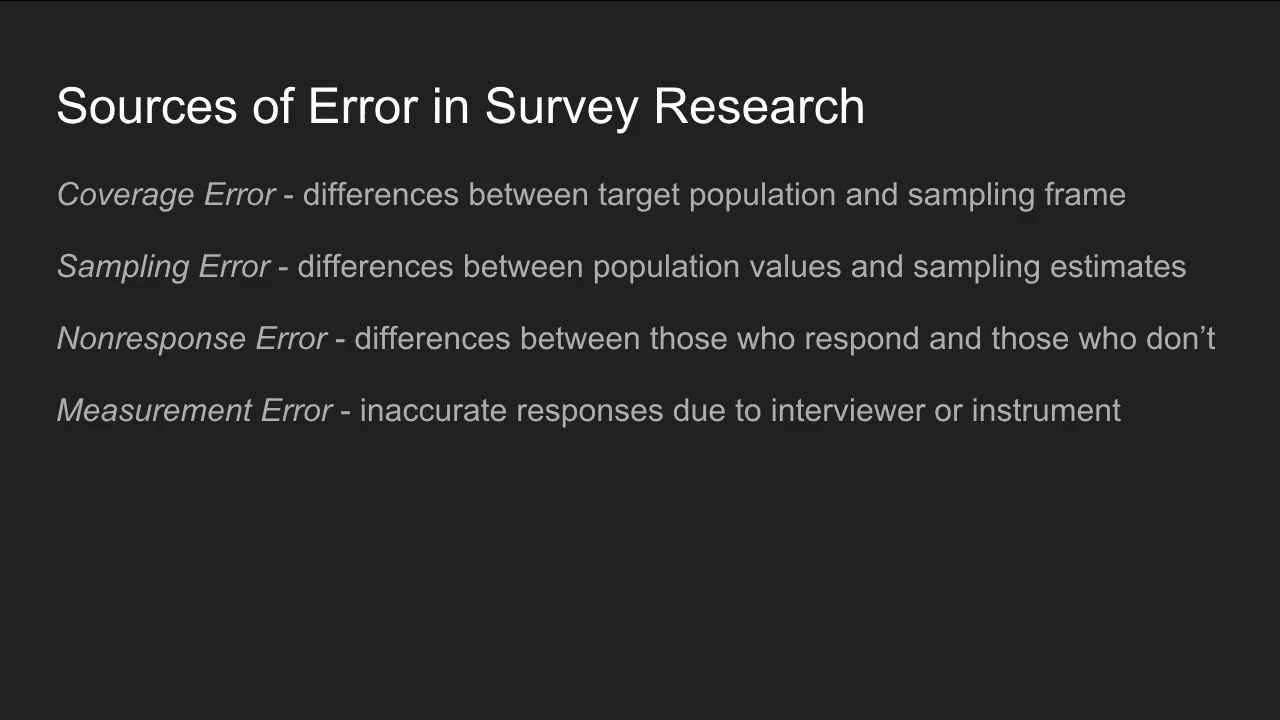 Sources of Error in Survey Research
Coverage Error - differences between target population and sampling frame
Sampling Error - differences between population values and sampling estimates
Nonresponse Error - differences between those who respond and those who don’t
Measurement Error - inaccurate responses due to interviewer or instrument